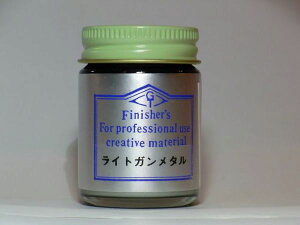 Finisher's
For professional use
creative material
ライトガンメタル